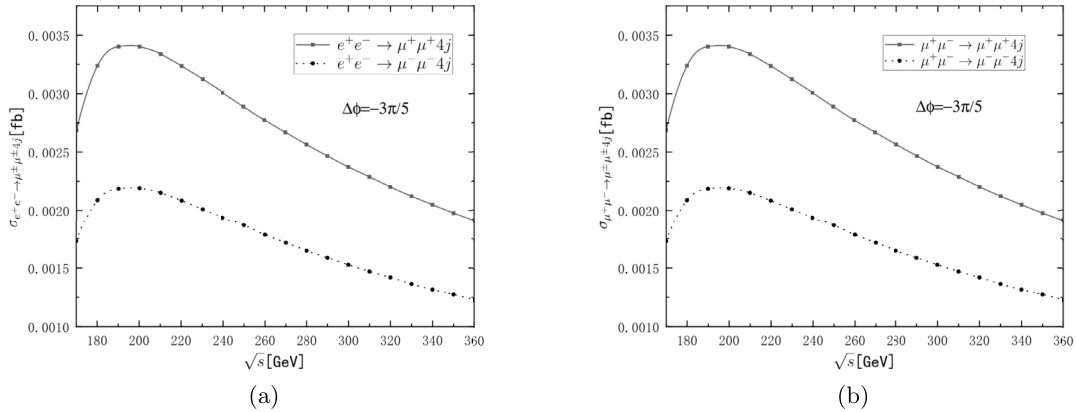 0.0035
0.0030
0.0025
0.0020
0.0015
0.0010
σ_{e⁺e⁻→μ^±μ^±4j}[fb]
e⁺e⁻ → μ⁺μ⁺4j
e⁺e⁻ → μ⁻μ⁻4j
Δϕ=−3π/5
180 200 220 240 260 280 300 320 340 360
√s[GeV]
(a)
0.0035
0.0030
0.0025
0.0020
0.0015
0.0010
σ_{μ⁺μ⁻→μ^±μ^±4j}[fb]
μ⁺μ⁻ → μ⁺μ⁺4j
μ⁺μ⁻ → μ⁻μ⁻4j
Δϕ=−3π/5
180 200 220 240 260 280 300 320 340 360
√s[GeV]
(b)